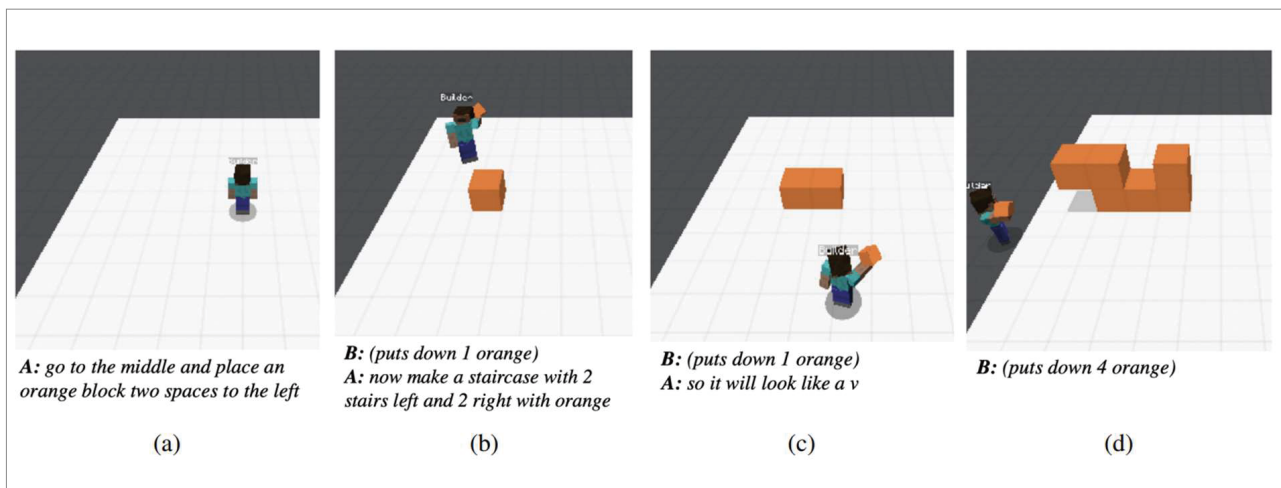 Builder
Builder
A: go to the middle and place an
orange block two spaces to the left
B: (puts down 1 orange)
A: now make a staircase with 2
stairs left and 2 right with orange
B: (puts down 1 orange)
A: so it will look like a v
B: (puts down 4 orange)
(a)
(b)
(c)
(d)